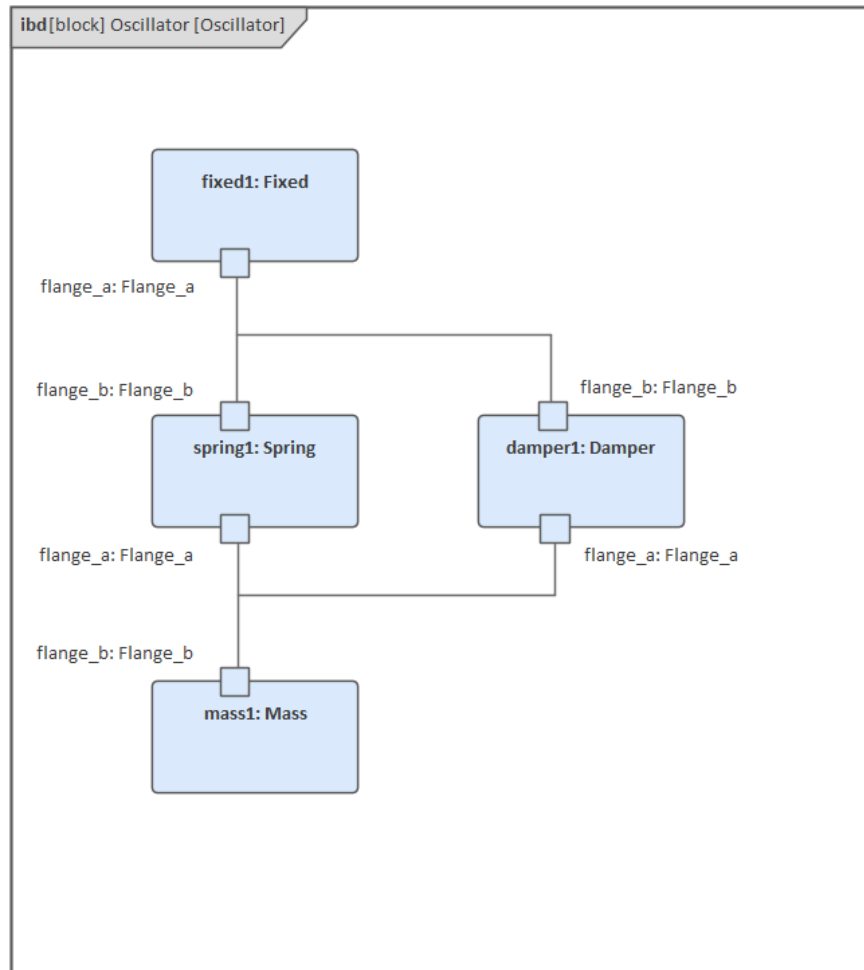 ibd [block] Oscillator [Oscillator]
fixed1: Fixed
flange_a: Flange_a
flange_b: Flange_b
flange_b: Flange_b
spring1: Spring
damper1: Damper
flange_a: Flange_a
flange_a: Flange_a
flange_b: Flange_b
mass1: Mass